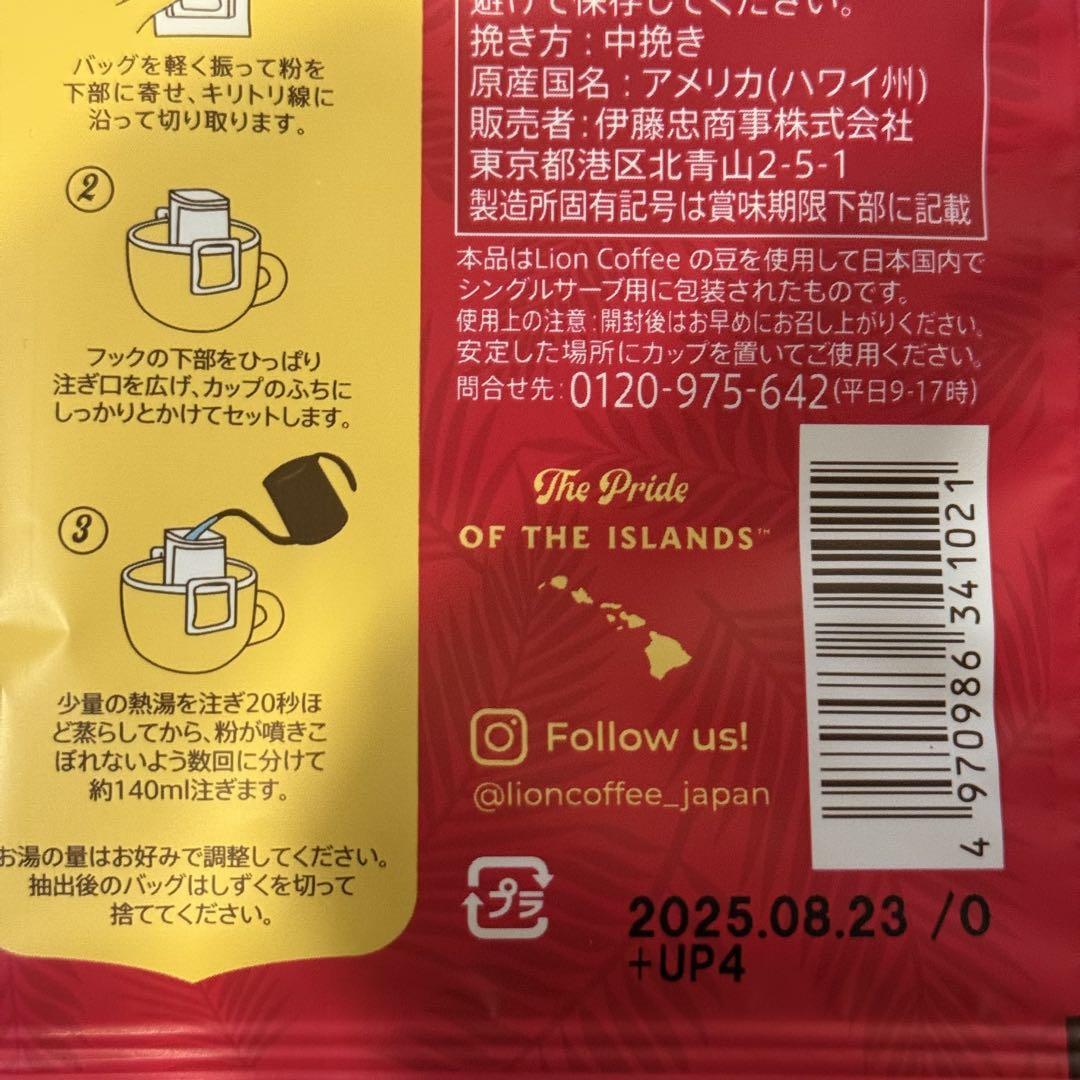 バッグを軽く振って粉を
下部に寄せ、キリトリ線に
沿って切り取ります。
2
フックの下部をひっぱり
注ぎ口を広げ、カップのふちに
しっかりとかけてセットします。
3
少量の熱湯を注ぎ20秒ほ
ど蒸らしてから、粉が噴きこ
ぼれないよう数回に分けて
約140ml注ぎます。
お湯の量はお好みで調整してください。
抽出後のバッグはしずくを切って
捨ててください。
避けて保存してください。
挽き方：中挽き
原産国名：アメリカ(ハワイ州)
販売者：伊藤忠商事株式会社
東京都港区北青山2-5-1
製造所固有記号は賞味期限下部に記載
本品はLion Coffee の豆を使用して日本国内で
シングルサーブ用に包装されたものです。
使用上の注意：開封後はお早めにお召し上がりください。
安定した場所にカップを置いてご使用ください。
問合せ先：0120-975-642(平日9-17時)
The Pride
OF THE ISLANDS™
Follow us!
@lioncoffee_japan
4 970986 341021
プラ
2025.08.23 /0
+UP4